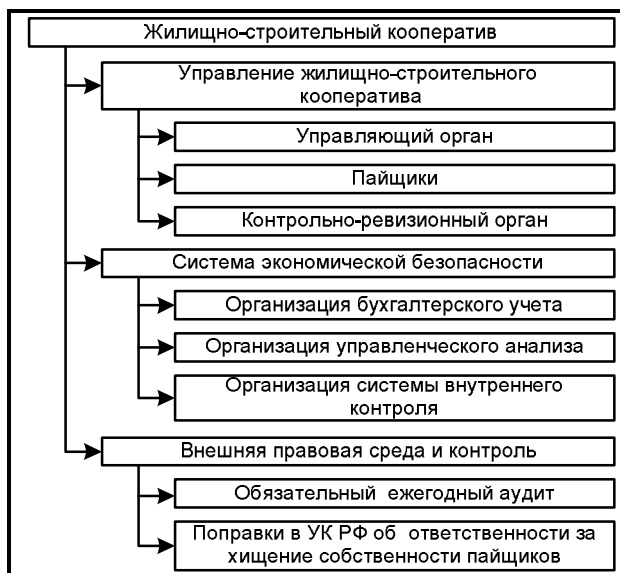 Жилищно-строительный кооператив
Управление жилищно-строительного
кооператива
Управляющий орган
Пайщики
Контрольно-ревизионный орган
Система экономической безопасности
Организация бухгалтерского учета
Организация управленческого анализа
Организация системы внутреннего
контроля
Внешняя правовая среда и контроль
Обязательный ежегодный аудит
Поправки в УК РФ об ответственности за
хищение собственности пайщиков